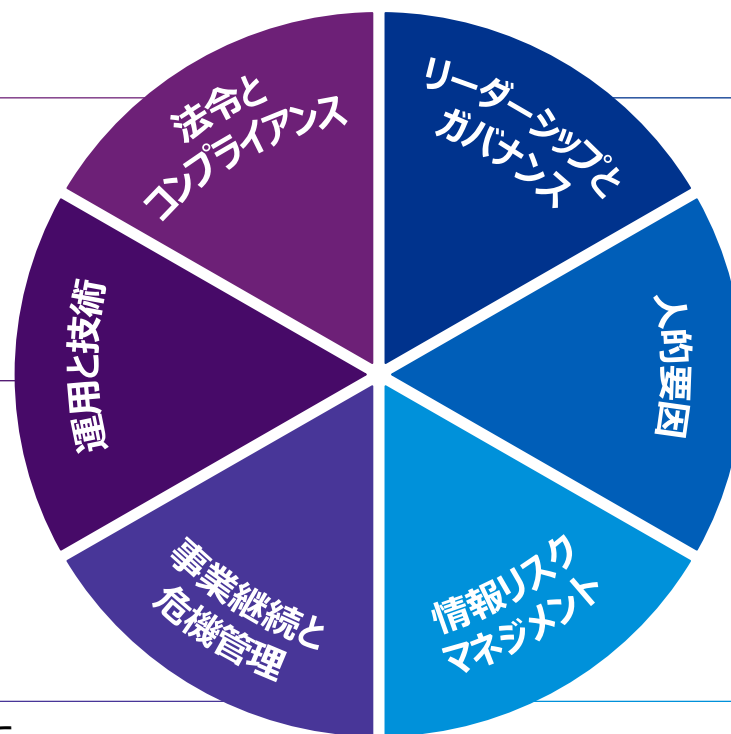 法令と
コンプライアンス
リーダーシップと
ガバナンス
人的要因
情報リスク
マネジメント
事業継続と
危機管理
運用と技術